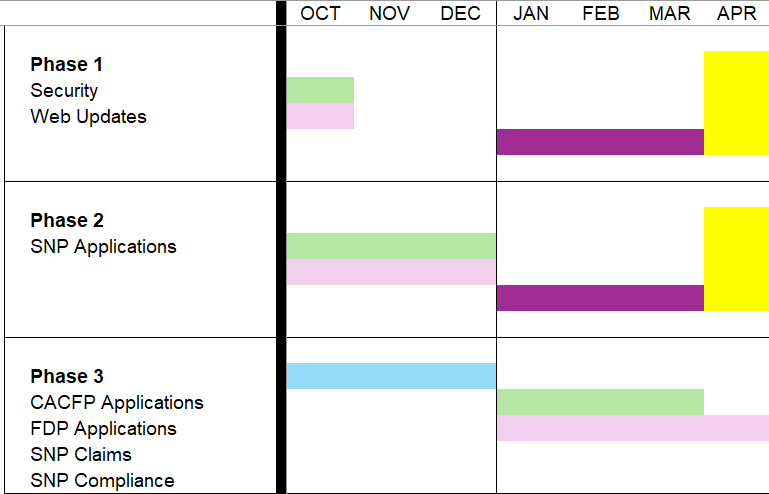 OCT NOV DEC JAN FEB MAR APR
Phase 1
Security
Web Updates
Phase 2
SNP Applications
Phase 3
CACFP Applications
FDP Applications
SNP Claims
SNP Compliance